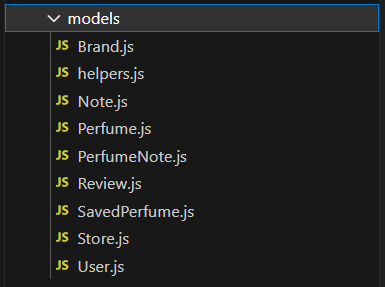 models
JS Brand.js
JS helpers.js
JS Note.js
JS Perfume.js
JS PerfumeNote.js
JS Review.js
JS SavedPerfume.js
JS Store.js
JS User.js